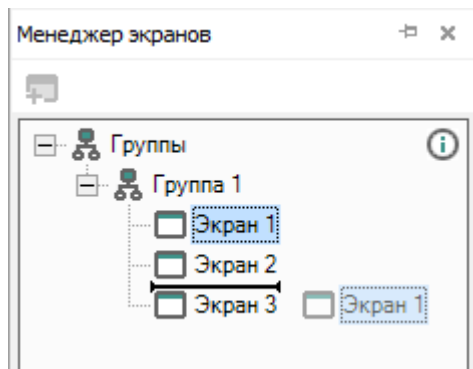 Менеджер экранов
Группы
Группа 1
Экран 1
Экран 2
Экран 3 Экран 1